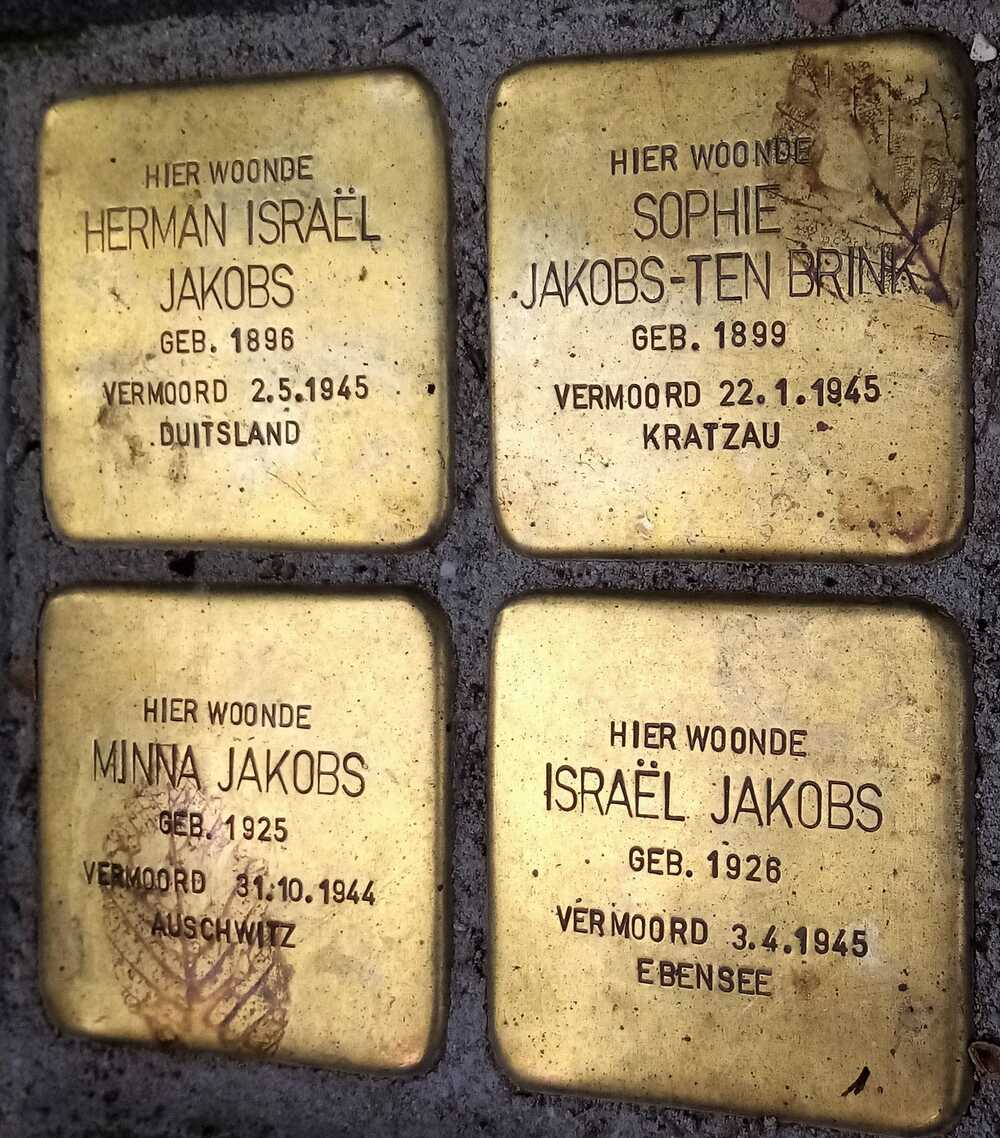 HIER WOONDE
HERMAN ISRAËL
JAKOBS
GEB. 1896
VERMOORD 2.5.1945
DUITSLAND
HIER WOONDE
SOPHIE
JAKOBS-TEN BRINK
GEB. 1899
VERMOORD 22.1.1945
KRATZAU
HIER WOONDE
MINNA JAKOBS
GEB. 1925
VERMOORD 31.10.1944
AUSCHWITZ
HIER WOONDE
ISRAËL JAKOBS
GEB. 1926
VERMOORD 3.4.1945
EBENSEE